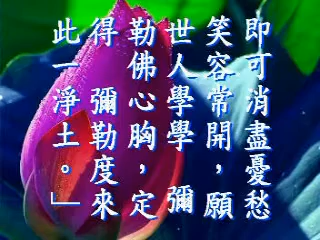 即可消盡憂愁
笑容常開，願
世人學學 彌
勒佛心胸，定
得 彌勒度來
此一淨土。」